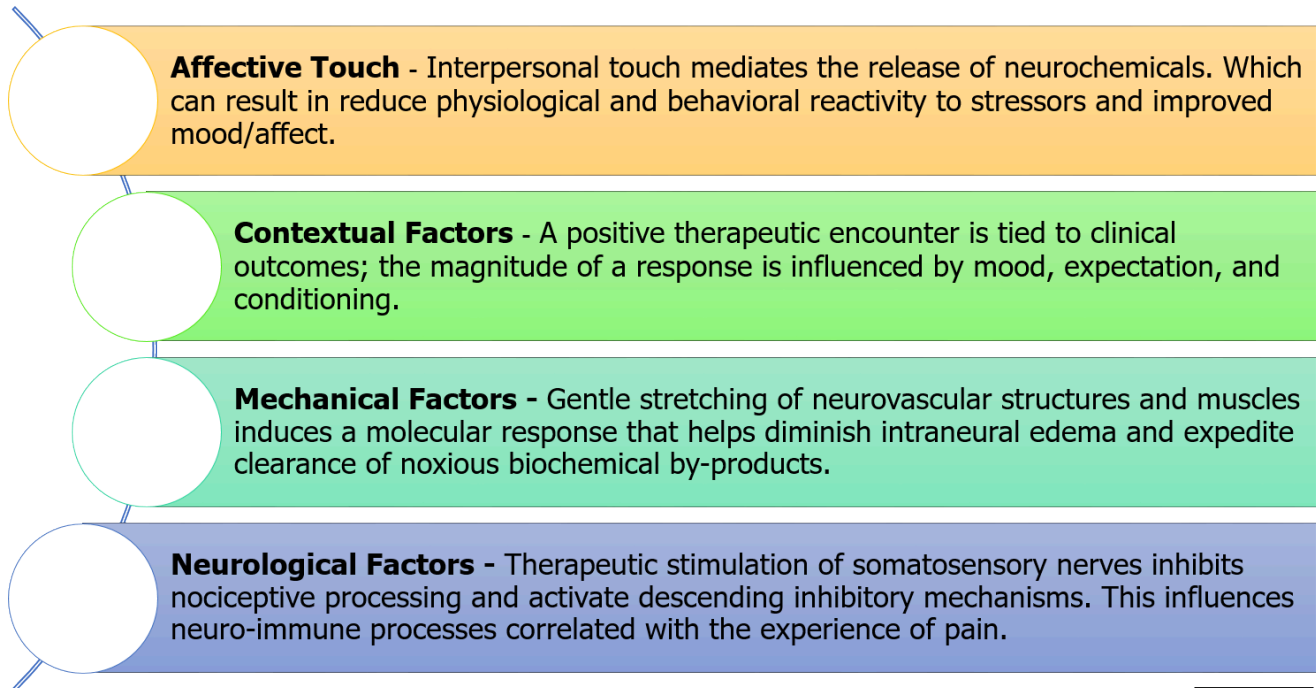 Affective Touch - Interpersonal touch mediates the release of neurochemicals. Which
can result in reduce physiological and behavioral reactivity to stressors and improved
mood/affect.
Contextual Factors - A positive therapeutic encounter is tied to clinical
outcomes; the magnitude of a response is influenced by mood, expectation, and
conditioning.
Mechanical Factors - Gentle stretching of neurovascular structures and muscles
induces a molecular response that helps diminish intraneural edema and expedite
clearance of noxious biochemical by-products.
Neurological Factors - Therapeutic stimulation of somatosensory nerves inhibits
nociceptive processing and activate descending inhibitory mechanisms. This influences
neuro-immune processes correlated with the experience of pain.